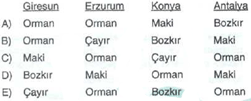 Giresun Erzurum Konya Antalya
A) Orman Orman Maki Bozkır
B) Orman Çayır Bozkır Maki
C) Maki Orman Çayır Orman
D) Bozkır Maki Orman Maki
E) Çayır Orman Bozkır Orman